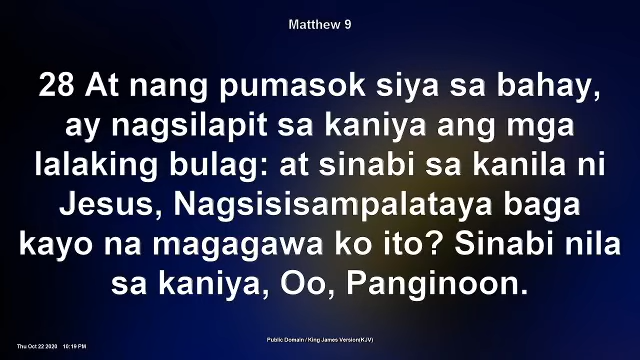 Matthew 9
28 At nang pumasok siya sa bahay,
ay nagsilapit sa kaniya ang mga
lalaking bulag: at sinabi sa kanila ni
Jesus, Nagsisisampalataya baga
kayo na magagawa ko ito? Sinabi nila
sa kaniya, Oo, Panginoon.
Public Domain / King James Version(KJV)
Thu Oct 22 2020 10:19 PM